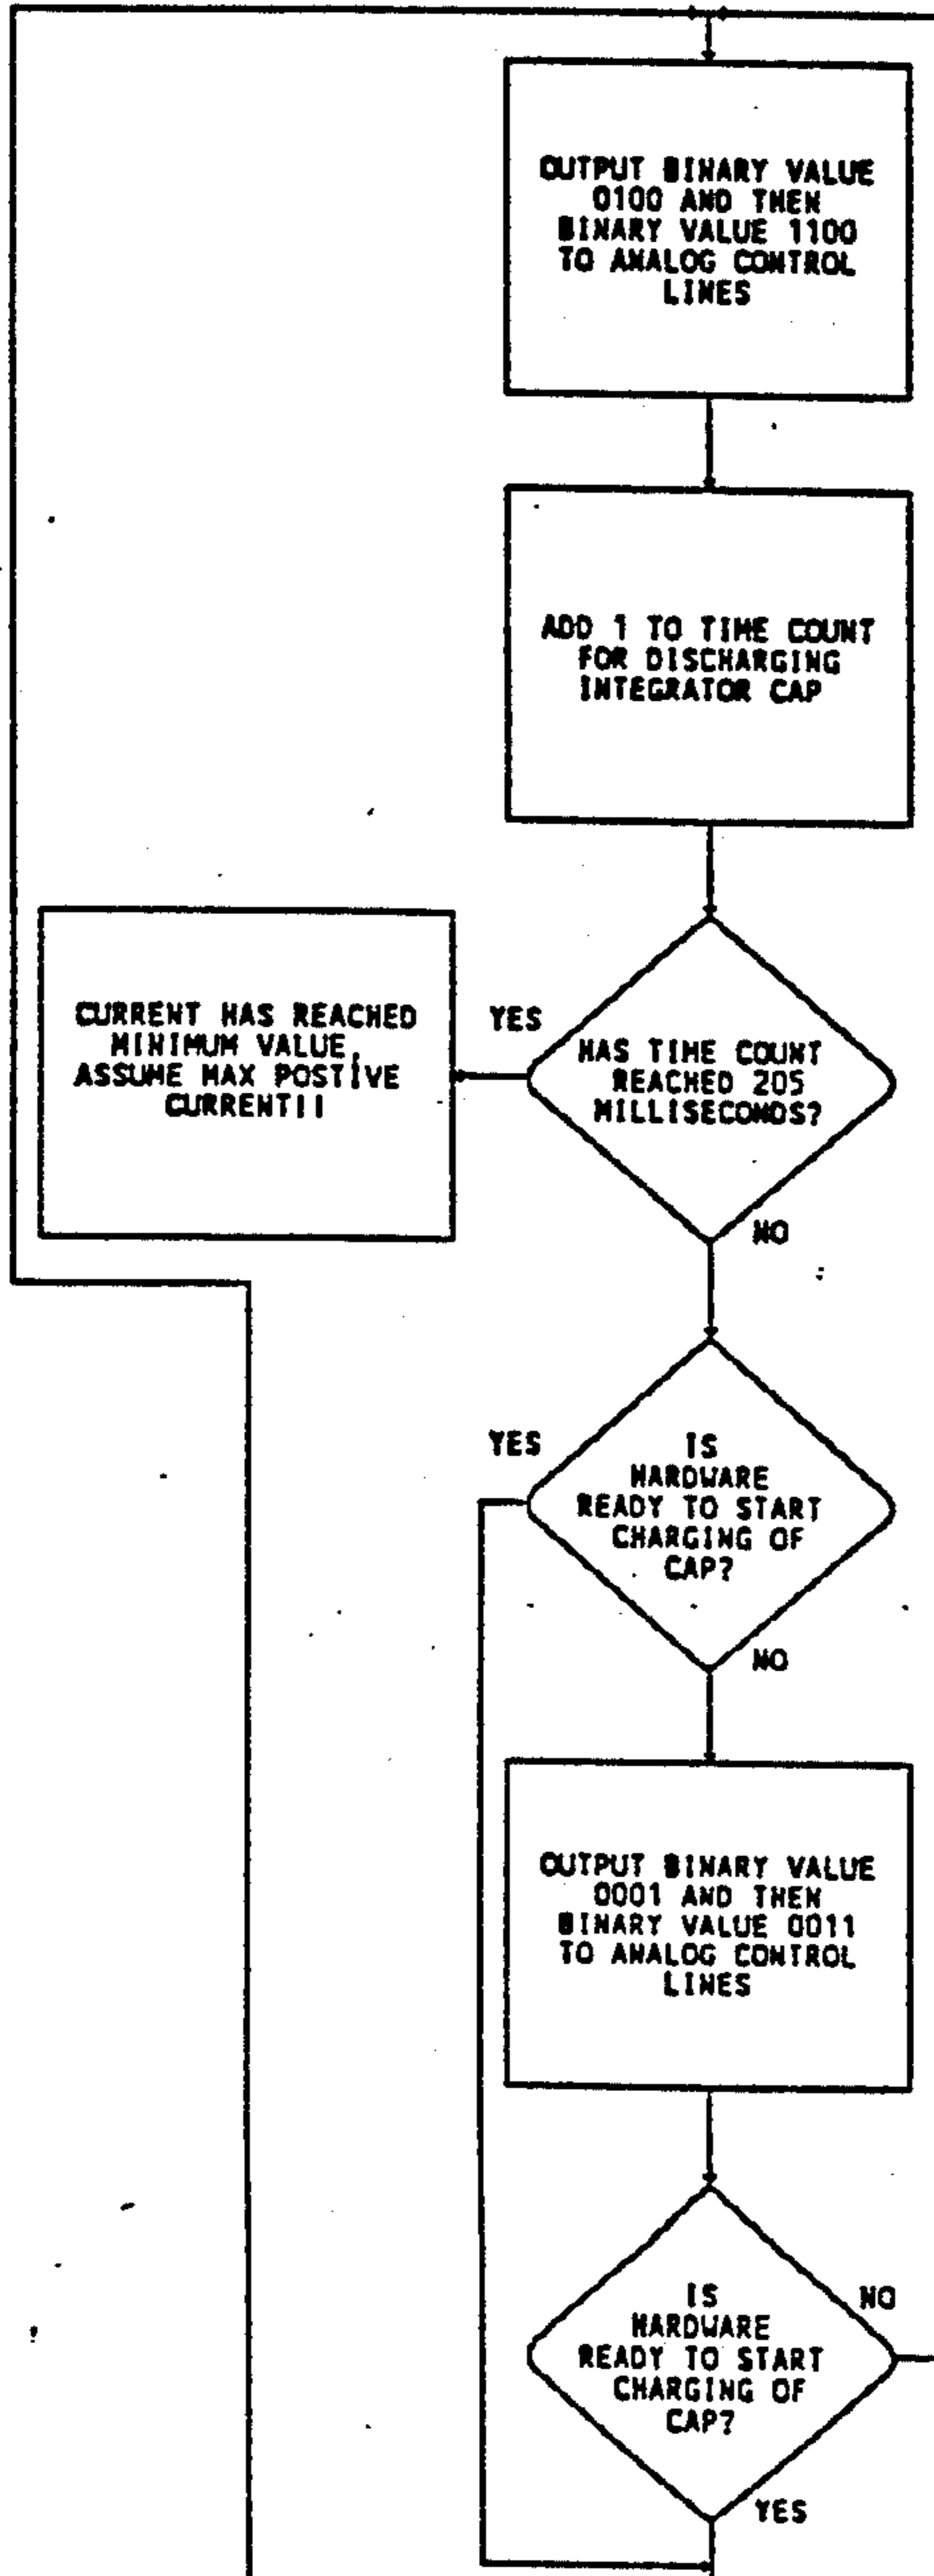 OUTPUT BINARY VALUE
0100 AND THEN
BINARY VALUE 1100
TO ANALOG CONTROL
LINES
ADD 1 TO TIME COUNT
FOR DISCHARGING
INTEGRATOR CAP
CURRENT HAS REACHED
MINIMUM VALUE,
ASSUME MAX POSTIVE
CURRENT!!
YES
HAS TIME COUNT
REACHED 205
MILLISECONDS?
NO
YES
IS
HARDWARE
READY TO START
CHARGING OF
CAP?
NO
OUTPUT BINARY VALUE
0001 AND THEN
BINARY VALUE 0011
TO ANALOG CONTROL
LINES
IS
HARDWARE
READY TO START
CHARGING OF
CAP?
NO
YES